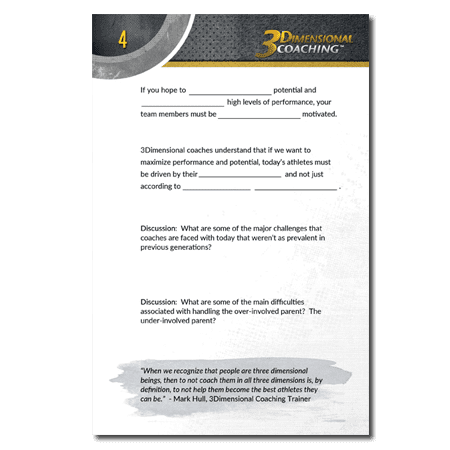 4
3Dimensional
Coaching™
If you hope to ____________________ potential and
____________________ high levels of performance, your
team members must be ____________________ motivated.
3Dimensional coaches understand that if we want to
maximize performance and potential, today's athletes must
be driven by their____________________ and not just
according to ________________ ____________________ .
Discussion: What are some of the major challenges that
coaches are faced with today that weren't as prevalent in
previous generations?
Discussion: What are some of the main difficulties
associated with handling the over-involved parent? The
under-involved parent?
"When we recognize that people are three dimensional
beings, then to not coach them in all three dimensions is, by
definition, to not help them become the best athletes they
can be." - Mark Hull, 3Dimensional Coaching Trainer